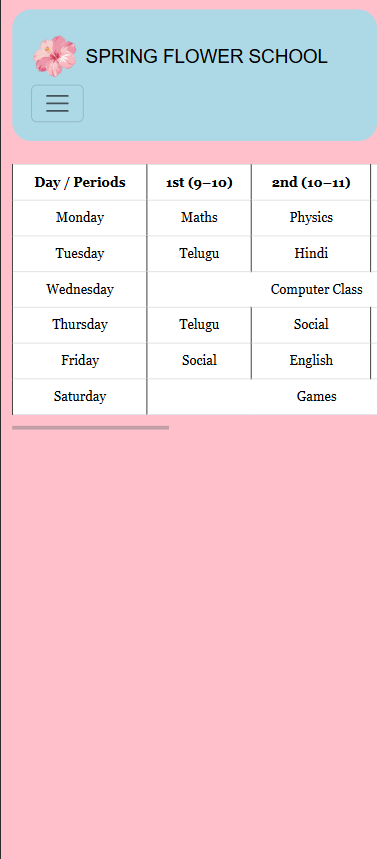 SPRING FLOWER SCHOOL
Day / Periods 1st (9–10) 2nd (10–11)
Monday Maths Physics
Tuesday Telugu Hindi
Wednesday Computer Class
Thursday Telugu Social
Friday Social English
Saturday Games